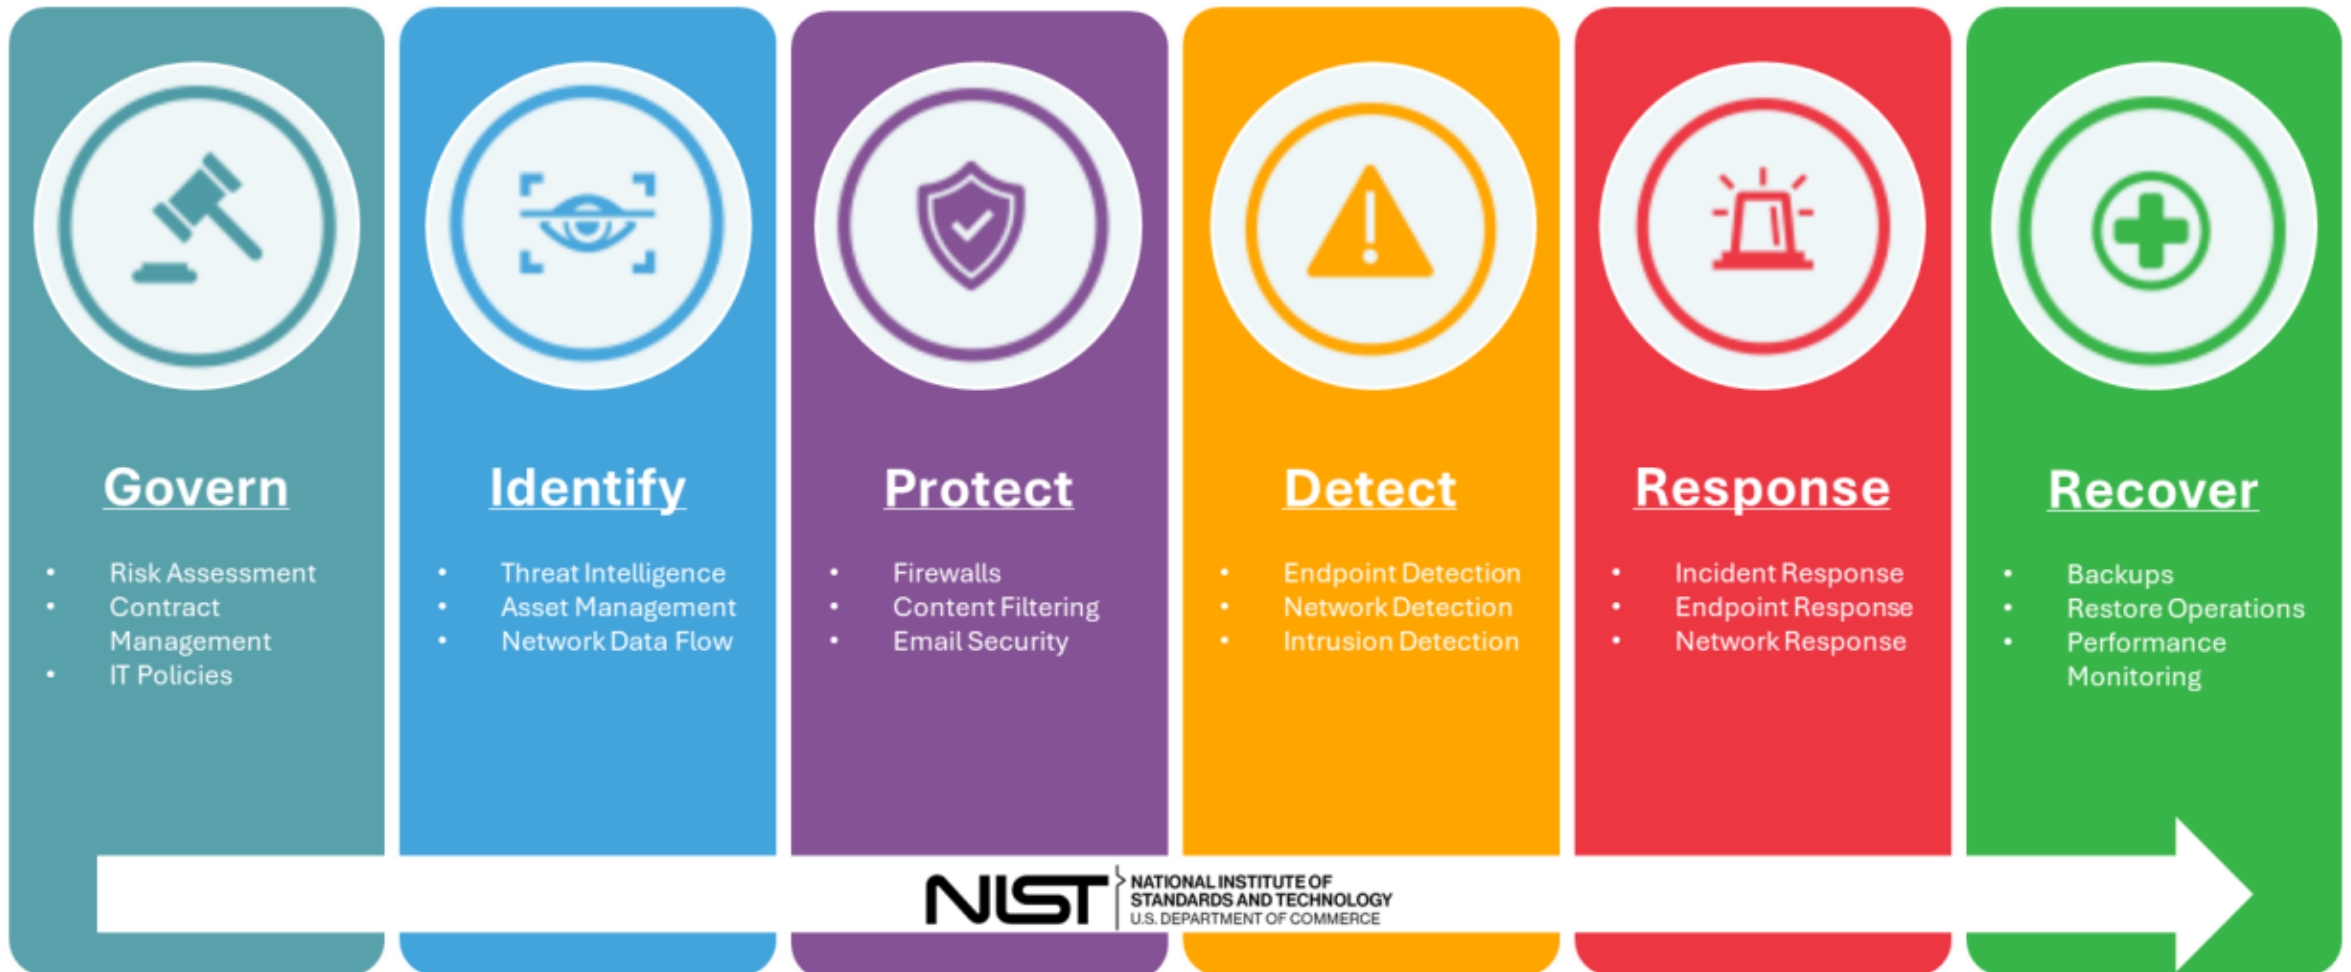 Govern
• Risk Assessment
• Contract
Management
• IT Policies
Identify
• Threat Intelligence
• Asset Management
• Network Data Flow
Protect
• Firewalls
• Content Filtering
• Email Security
Detect
• Endpoint Detection
• Network Detection
• Intrusion Detection
Response
• Incident Response
• Endpoint Response
• Network Response
Recover
• Backups
• Restore Operations
• Performance
Monitoring
NIST
NATIONAL INSTITUTE OF
STANDARDS AND TECHNOLOGY
U.S. DEPARTMENT OF COMMERCE